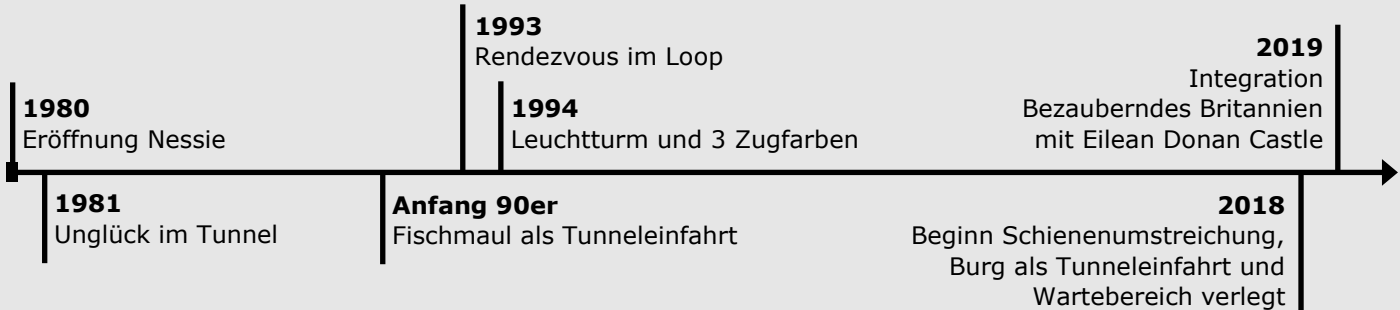 1980
Eröffnung Nessie
1981
Unglück im Tunnel
Anfang 90er
Fischmaul als Tunneleinfahrt
1993
Rendezvous im Loop
1994
Leuchtturm und 3 Zugfarben
2018
Beginn Schienenumstreichung,
Burg als Tunneleinfahrt und
Wartebereich verlegt
2019
Integration
Bezauberndes Britannien
mit Eilean Donan Castle